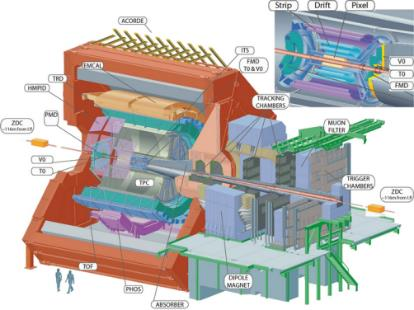 Strip Drift Pixel
ACORDE
ITS
FMD
T0 & V0
EMCAL
TRD
HMPID
PMD
ZDC
~116m from I.P.
V0
T0
TPC
TRACKING
CHAMBERS
MUON
FILTER
TRIGGER
CHAMBERS
ZDC
~116m from I.P.
V0
T0
FMD
TOF
PHOS
ABSORBER
DIPOLE
MAGNET